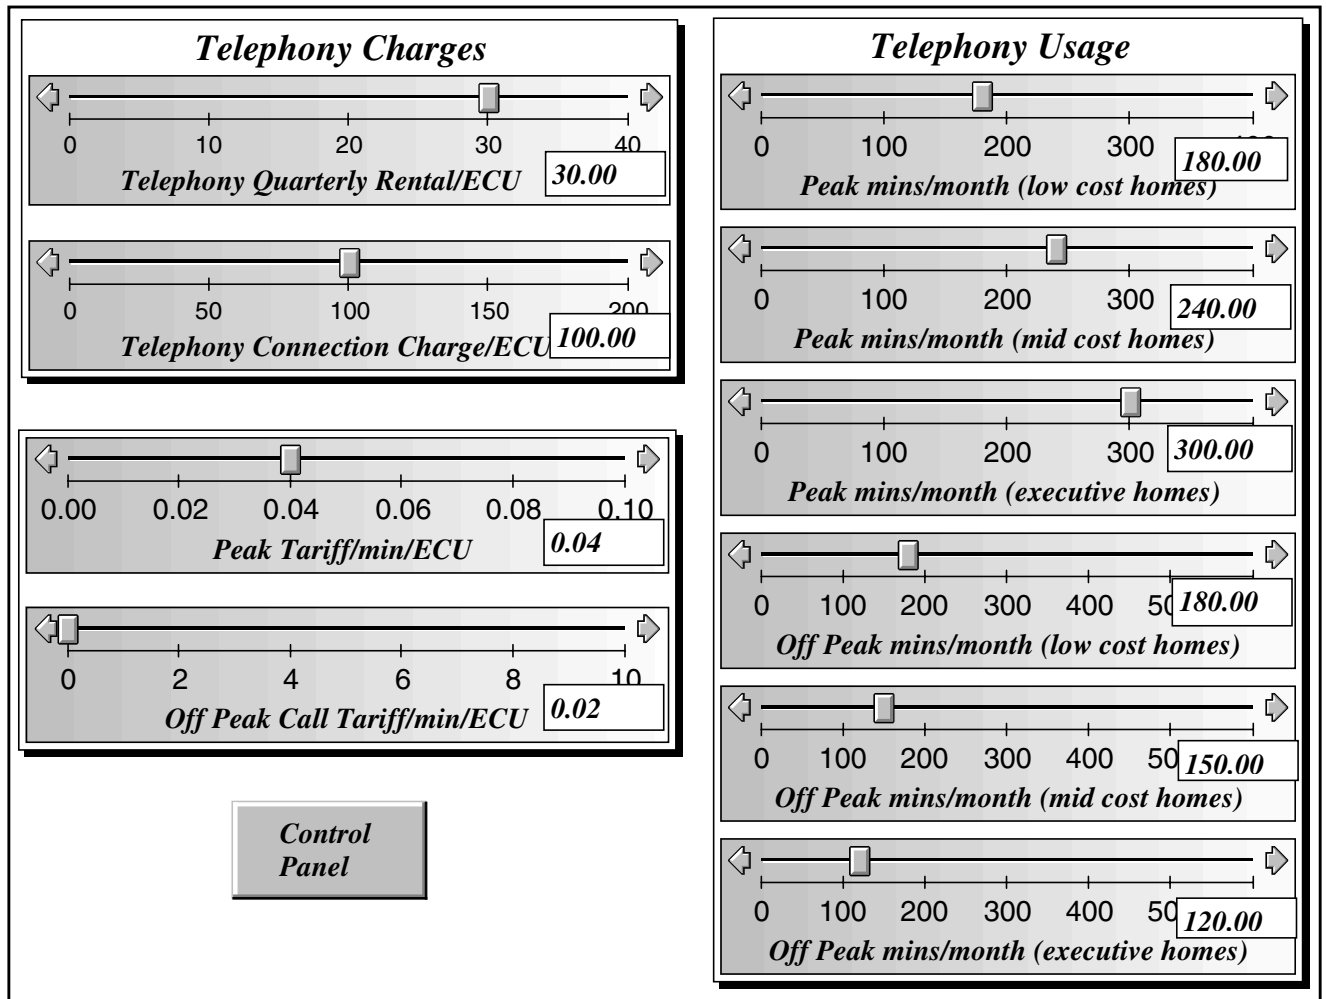 Telephony Charges
0 10 20 30 40
30.00
Telephony Quarterly Rental/ECU
0 50 100 150 200
100.00
Telephony Connection Charge/ECU
0.00 0.02 0.04 0.06 0.08 0.10
0.04
Peak Tariff/min/ECU
0 2 4 6 8 10
0.02
Off Peak Call Tariff/min/ECU
Control
Panel
Telephony Usage
0 100 200 300
180.00
Peak mins/month (low cost homes)
0 100 200 300
240.00
Peak mins/month (mid cost homes)
0 100 200 300
300.00
Peak mins/month (executive homes)
0 100 200 300 400 50
180.00
Off Peak mins/month (low cost homes)
0 100 200 300 400 50
150.00
Off Peak mins/month (mid cost homes)
0 100 200 300 400 50
120.00
Off Peak mins/month (executive homes)